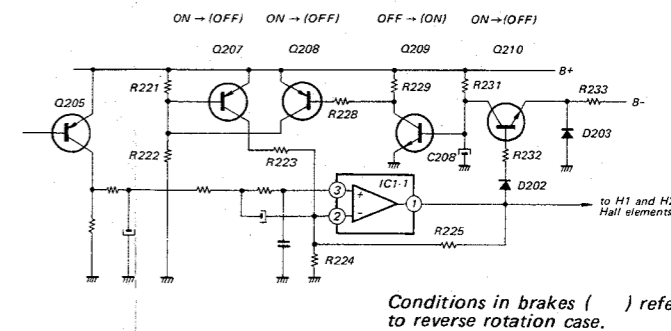 ON→(OFF) ON→(OFF) OFF→(ON) ON→(OFF)
Q207 Q208 Q209 Q210
B+
R221 R229 R231 R233
Q205 B-
R228
D203
R222 C208 R232
R223
IC1-1 D202
3 + 1 to H1 and H2
2 - Hall elements
R225
R224
Conditions in brakes ( ) refe
to reverse rotation case.